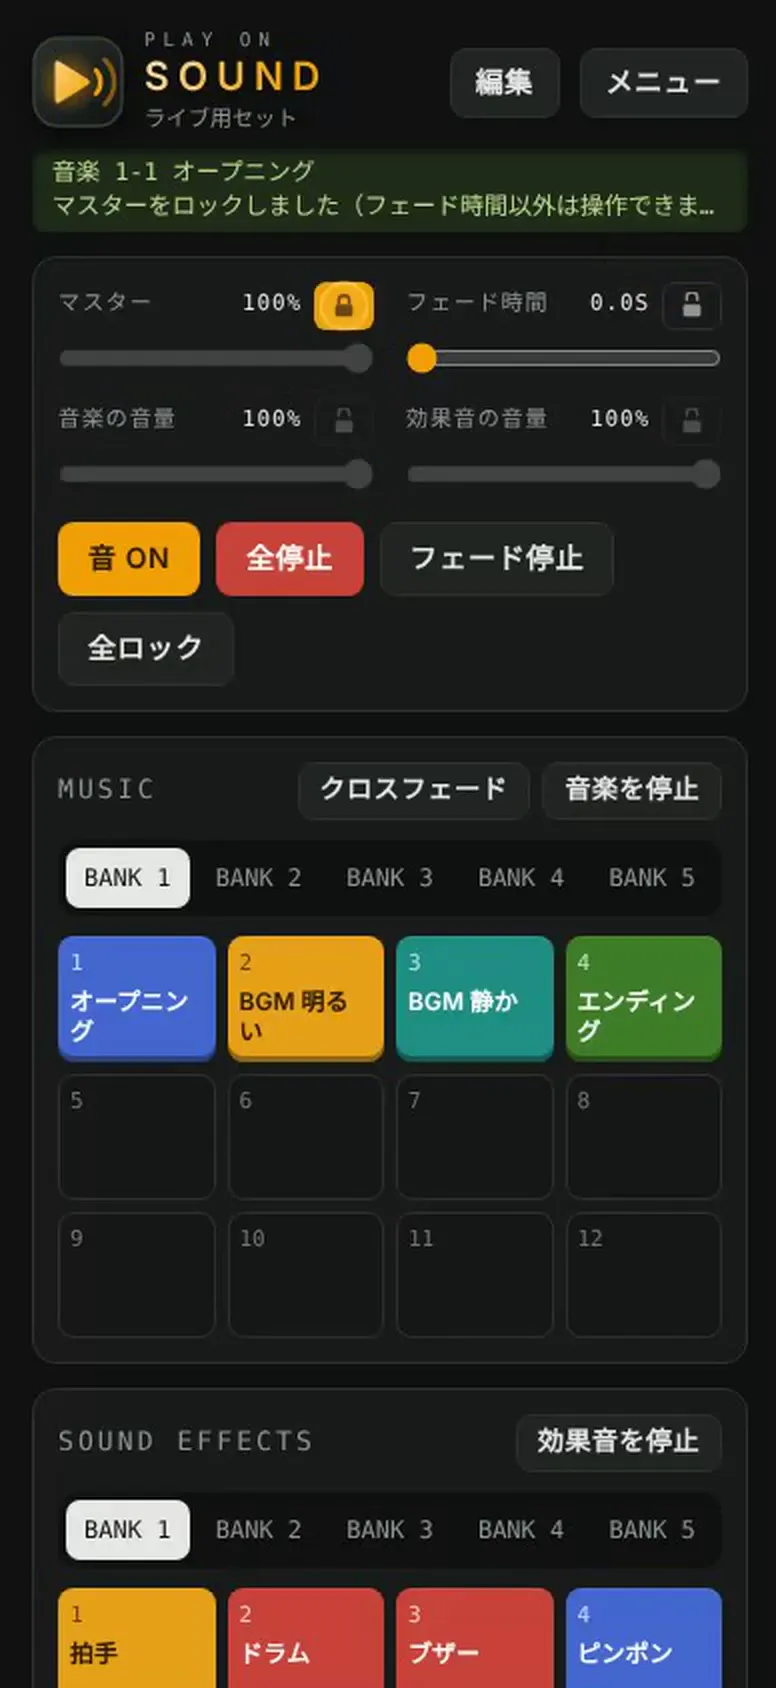 PLAY ON
SOUND
ライブ用セット
編集
メニュー
音楽 1-1 オープニング
マスターをロックしました（フェード時間以外は操作できま…
マスター 100%
フェード時間 0.0S
音楽の音量 100%
効果音の音量 100%
音 ON
全停止
フェード停止
全ロック
MUSIC
クロスフェード
音楽を停止
BANK 1
BANK 2
BANK 3
BANK 4
BANK 5
1
オープニン
グ
2
BGM 明る
い
3
BGM 静か
4
エンディン
グ
5
6
7
8
9
10
11
12
SOUND EFFECTS
効果音を停止
BANK 1
BANK 2
BANK 3
BANK 4
BANK 5
1
拍手
2
ドラム
3
ブザー
4
ピンポン